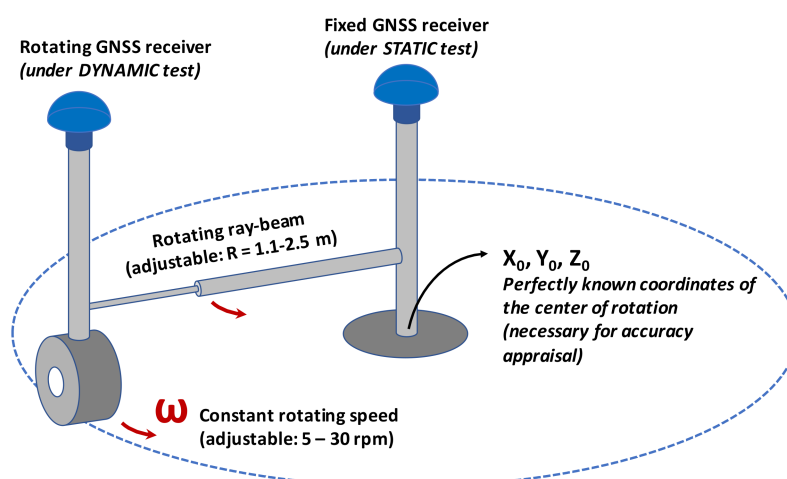 Fixed GNSS receiver
(under STATIC test)
Rotating GNSS receiver
(under DYNAMIC test)
Rotating ray-beam
(adjustable: R = 1.1-2.5 m)
X₀, Y₀, Z₀
Perfectly known coordinates of
the center of rotation
(necessary for accuracy
appraisal)
ω Constant rotating speed
(adjustable: 5 – 30 rpm)